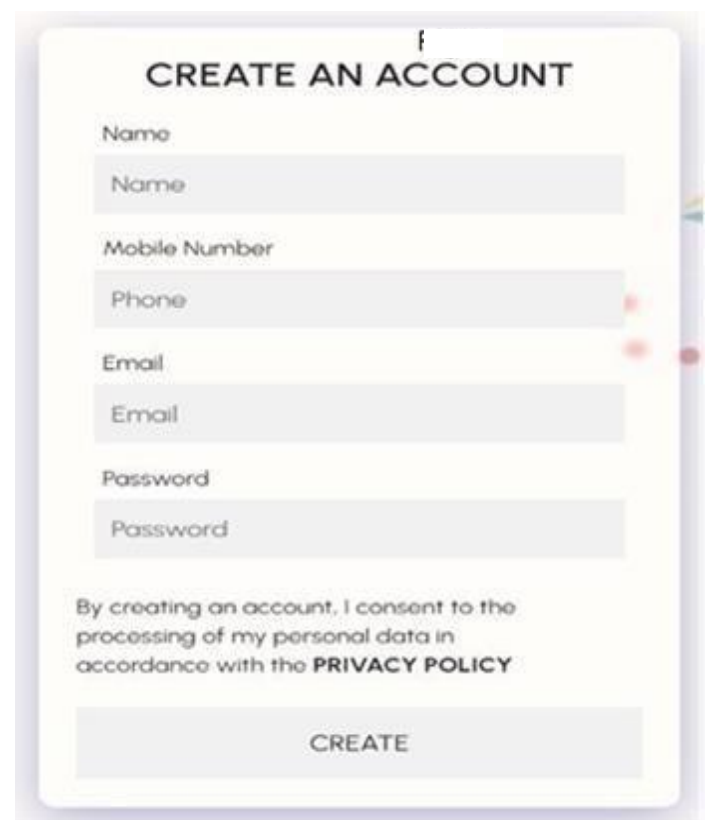 CREATE AN ACCOUNT
Name
Name
Mobile Number
Phone
Email
Email
Password
Password
By creating an account, I consent to the
processing of my personal data in
accordance with the PRIVACY POLICY
CREATE